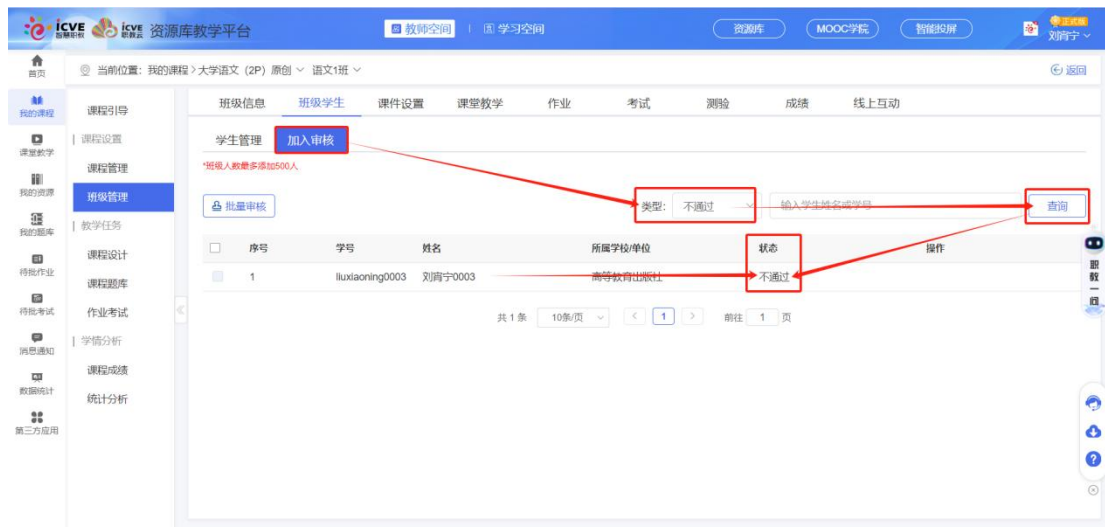 icve 智慧职教 icve 职教云 资源库教学平台 教师空间 学习空间 资源库 MOOC学院 智能投屏 正式版 刘肖宁
首页
当前位置：我的课程 > 大学语文（2P）原创 语文1班 返回
我的课程
课堂教学
我的资源
我的题库
待批作业
待批考试
消息通知
数据统计
第三方应用
课程引导
课程设置
课程管理
班级管理
教学任务
课程设计
课程题库
作业考试
学情分析
课程成绩
统计分析
班级信息 班级学生 课件设置 课堂教学 作业 考试 测验 成绩 线上互动
学生管理 加入审核
*班级人数最多添加500人
批量审核 类型： 不通过 输入学生姓名或学号 查询
序号 学号 姓名 所属学校/单位 状态 操作
1 liuxiaoning0003 刘肖宁0003 高等教育出版社 不通过
共 1 条 10条/页 < 1 > 前往 1 页
职教一问